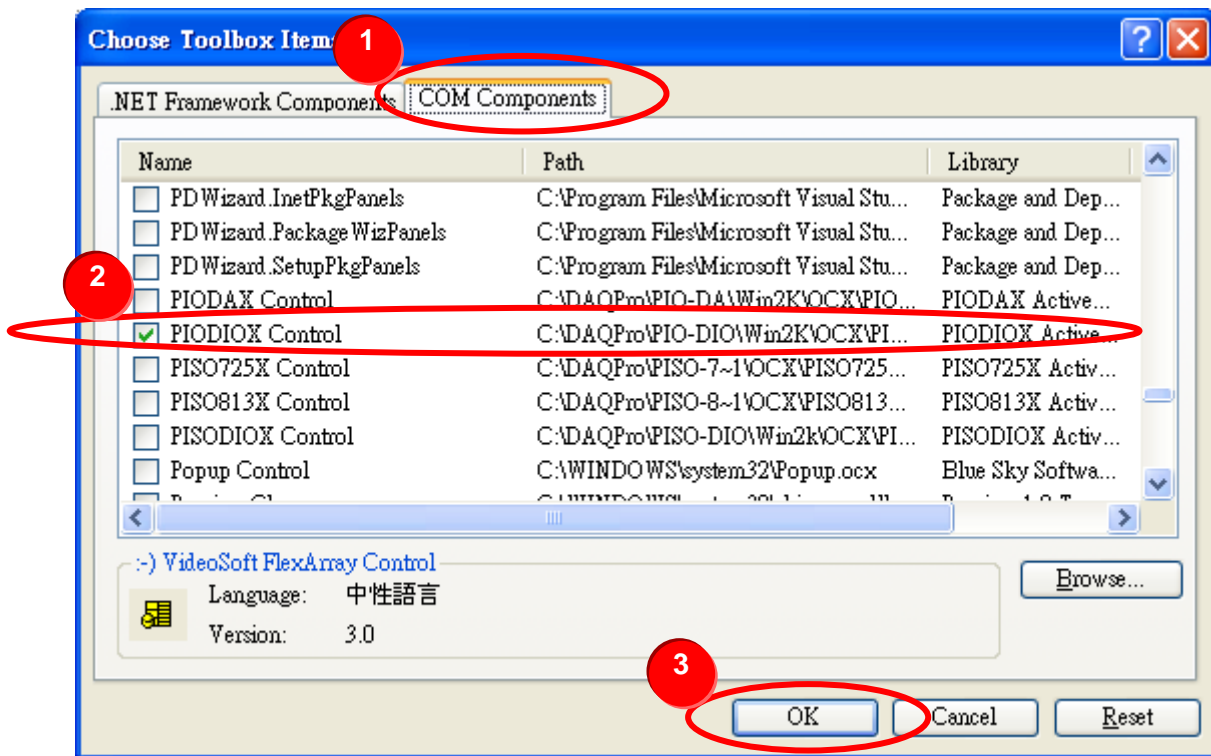 Choose Toolbox Item
1
.NET Framework Components COM Components
Name Path Library
PDWizard.InetPkgPanels C:\Program Files\Microsoft Visual Stu... Package and Dep...
PDWizard.PackageWizPanels C:\Program Files\Microsoft Visual Stu... Package and Dep...
PDWizard.SetupPkgPanels C:\Program Files\Microsoft Visual Stu... Package and Dep...
2
PIODAX Control C:\DAQPro\PIO-DA\Win2K\OCX\PIO... PIODAX Active...
PIODIOX Control C:\DAQPro\PIO-DIO\Win2K\OCX\PI... PIODIOX Active...
PISO725X Control C:\DAQPro\PISO-7~1\OCX\PISO725... PISO725X Activ...
PISO813X Control C:\DAQPro\PISO-8~1\OCX\PISO813... PISO813X Activ...
PISODIOX Control C:\DAQPro\PISO-DIO\Win2k\OCX\PI... PISODIOX Activ...
Popup Control C:\WINDOWS\system32\Popup.ocx Blue Sky Softwa...
:-) VideoSoft FlexArray Control
Language: 中性語言
Browse...
Version: 3.0
3
OK Cancel Reset